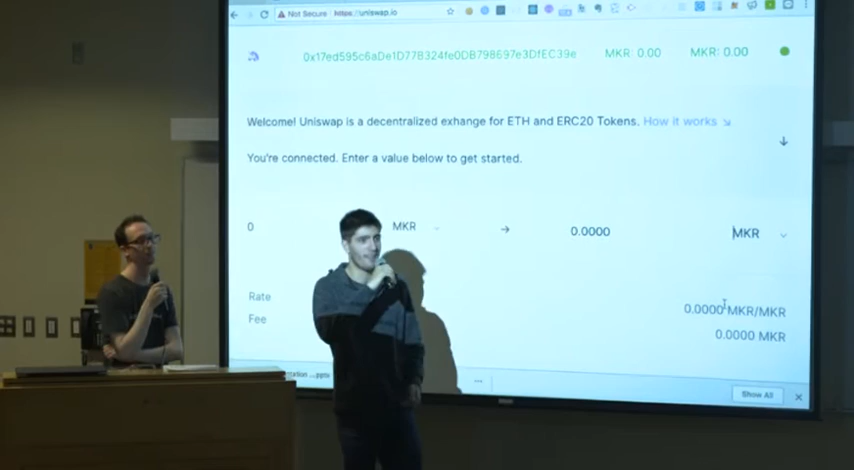 Not Secure https://uniswap.io
0x17ed595c6aDe1D77B324fe0DB798697e3DfEC39e MKR: 0.00 MKR: 0.00
Welcome! Uniswap is a decentralized exhange for ETH and ERC20 Tokens. How it works ↘
You're connected. Enter a value below to get started.
0 MKR → 0.0000 MKR
Rate 0.0000 MKR/MKR
Fee 0.0000 MKR
Show All